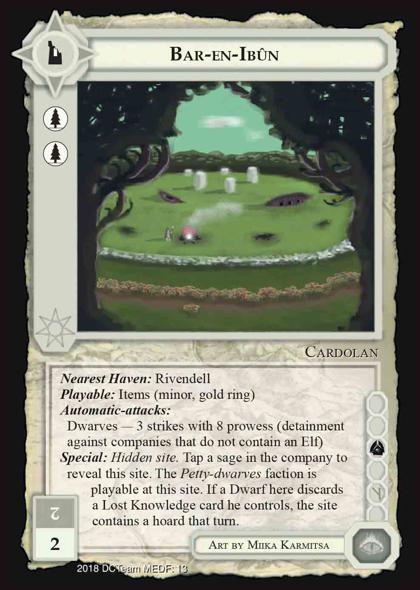 Bar-en-Ibûn
Cardolan
Nearest Haven: Rivendell
Playable: Items (minor, gold ring)
Automatic-attacks:
Dwarves — 3 strikes with 8 prowess (detainment
against companies that do not contain an Elf)
Special: Hidden site. Tap a sage in the company to
reveal this site. The Petty-dwarves faction is
playable at this site. If a Dwarf here discards
a Lost Knowledge card he controls, the site
contains a hoard that turn.
2
2
Art by Miika Karmitsa
2018 DCTeam MEDF: 13